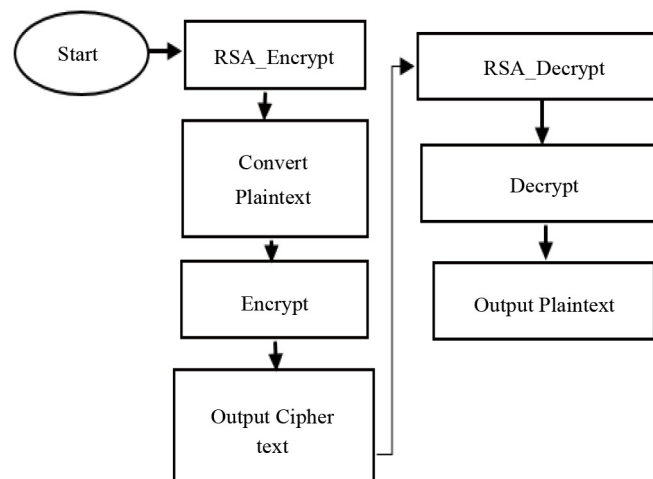 Start
RSA_Encrypt
Convert
Plaintext
Encrypt
Output Cipher
text
RSA_Decrypt
Decrypt
Output Plaintext